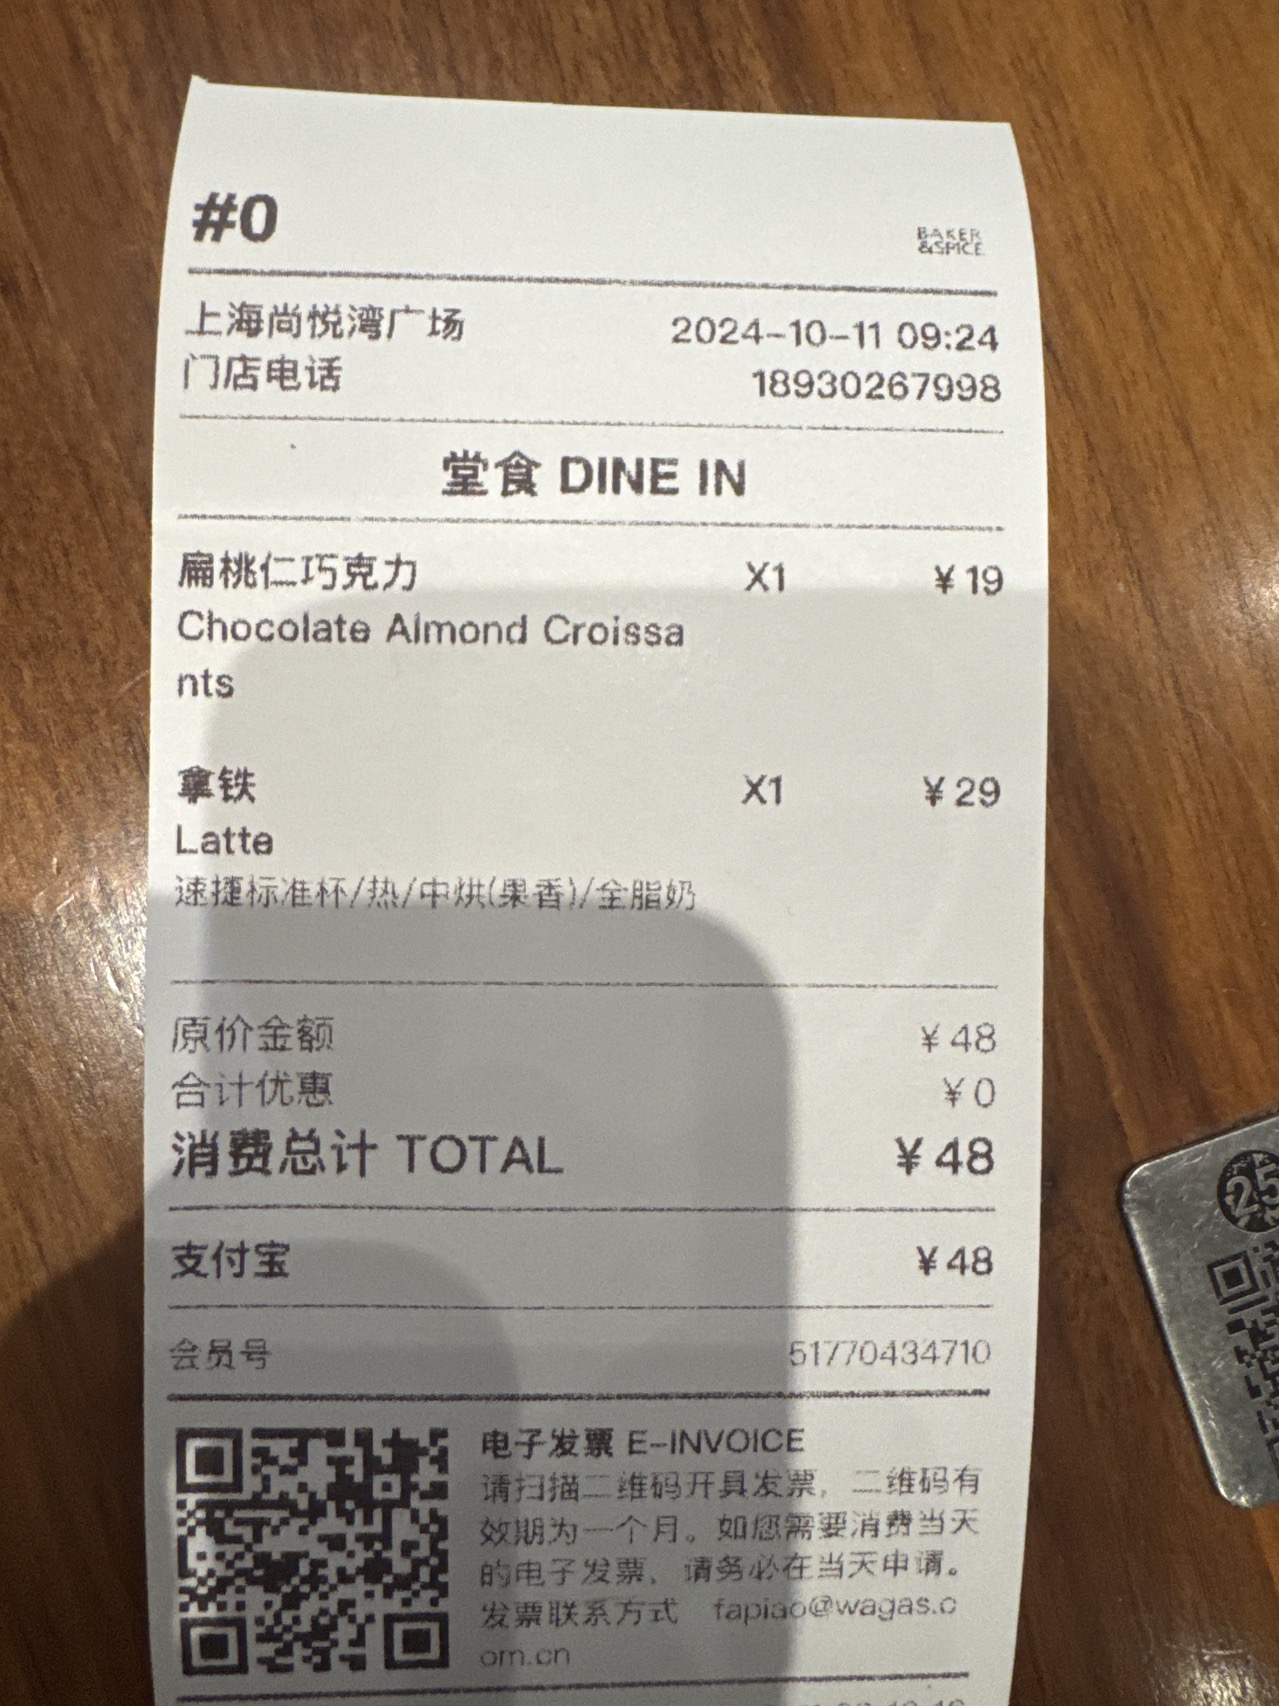 #0
BAKER
&SPICE
上海尚悦湾广场 2024-10-11 09:24
门店电话 18930267998
堂食 DINE IN
扁桃仁巧克力 X1 ¥19
Chocolate Almond Croissa
nts
拿铁 X1 ¥29
Latte
速捷标准杯/热/中烘(果香)/全脂奶
原价金额 ¥48
合计优惠 ¥0
消费总计 TOTAL ¥48
支付宝 ¥48
会员号 51770434710
电子发票 E-INVOICE
请扫描二维码开具发票，二维码有
效期为一个月。如您需要消费当天
的电子发票，请务必在当天申请。
发票联系方式 fapiao@wagas.c
om.cn
25